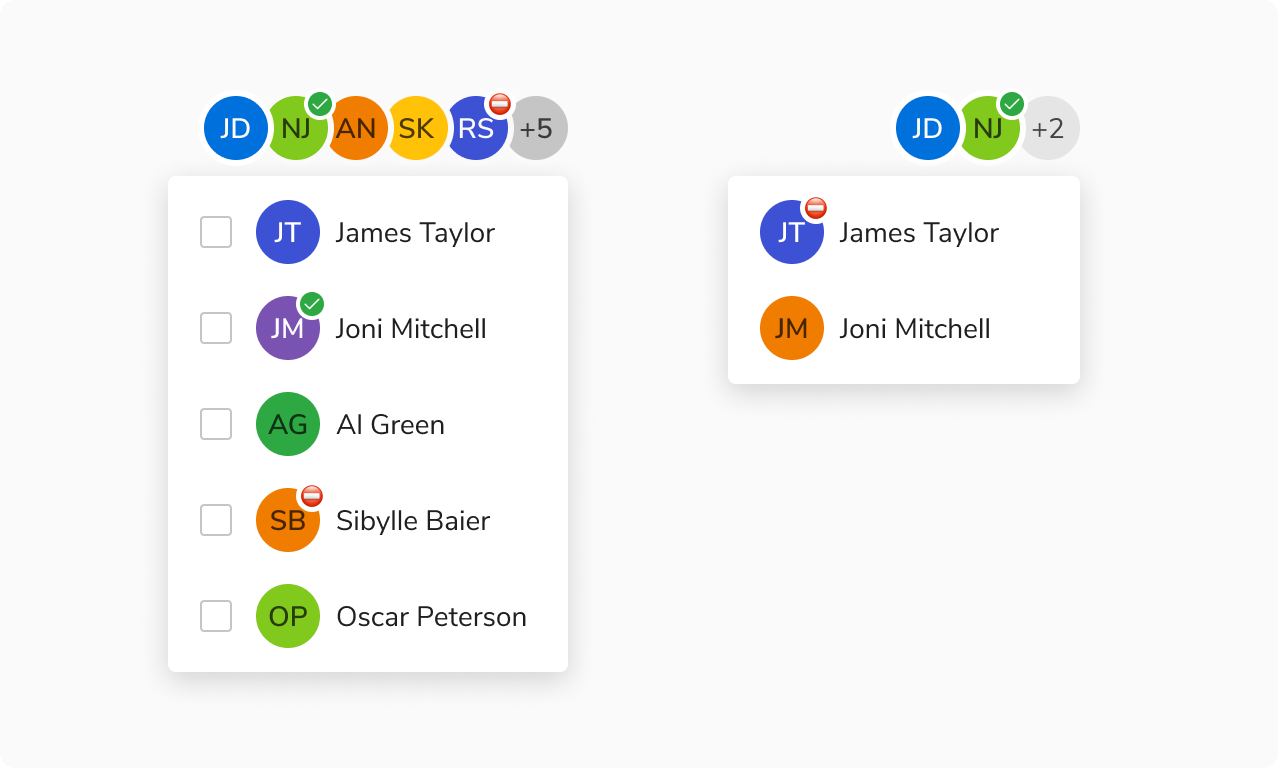 JD NJ AN SK RS +5
JT James Taylor
JM Joni Mitchell
AG Al Green
SB Sibylle Baier
OP Oscar Peterson
JD NJ +2
JT James Taylor
JM Joni Mitchell